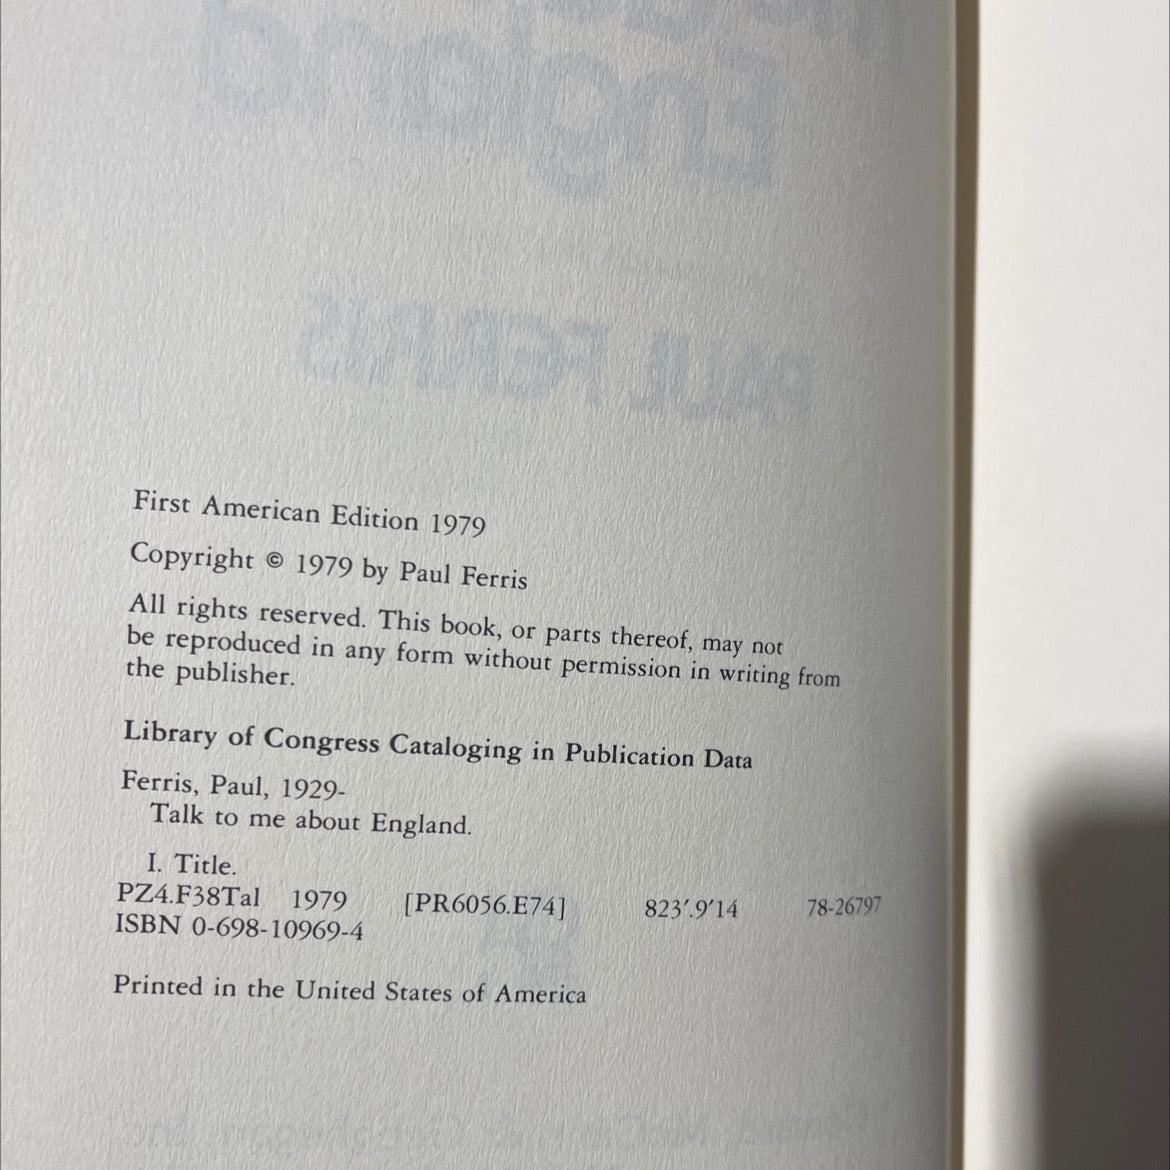 England
PAUL FERRIS
First American Edition 1979
Copyright © 1979 by Paul Ferris
All rights reserved. This book, or parts thereof, may not
be reproduced in any form without permission in writing from
the publisher.
Library of Congress Cataloging in Publication Data
Ferris, Paul, 1929-
Talk to me about England.
I. Title.
PZ4.F38Tal 1979 [PR6056.E74] 823'.9'14 78-26797
ISBN 0-698-10969-4
Printed in the United States of America